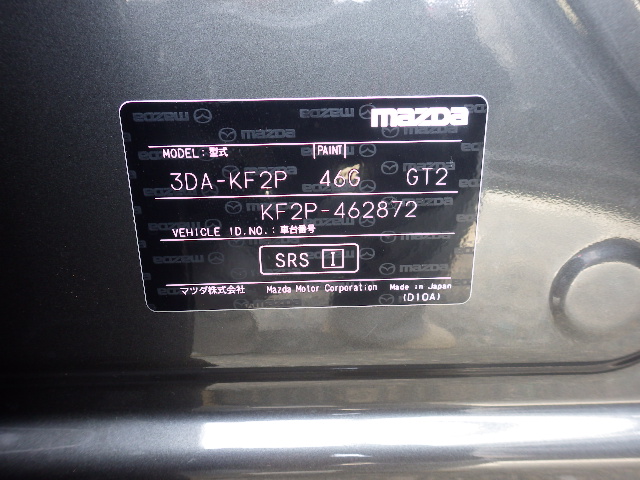 mazda
MODEL:型式 PAINT
3DA-KF2P 46G GT2
KF2P-462872
VEHICLE ID.NO.:車台番号
SRS I
マツダ株式会社 Mazda Motor Corporation Made in Japan
(D10A)